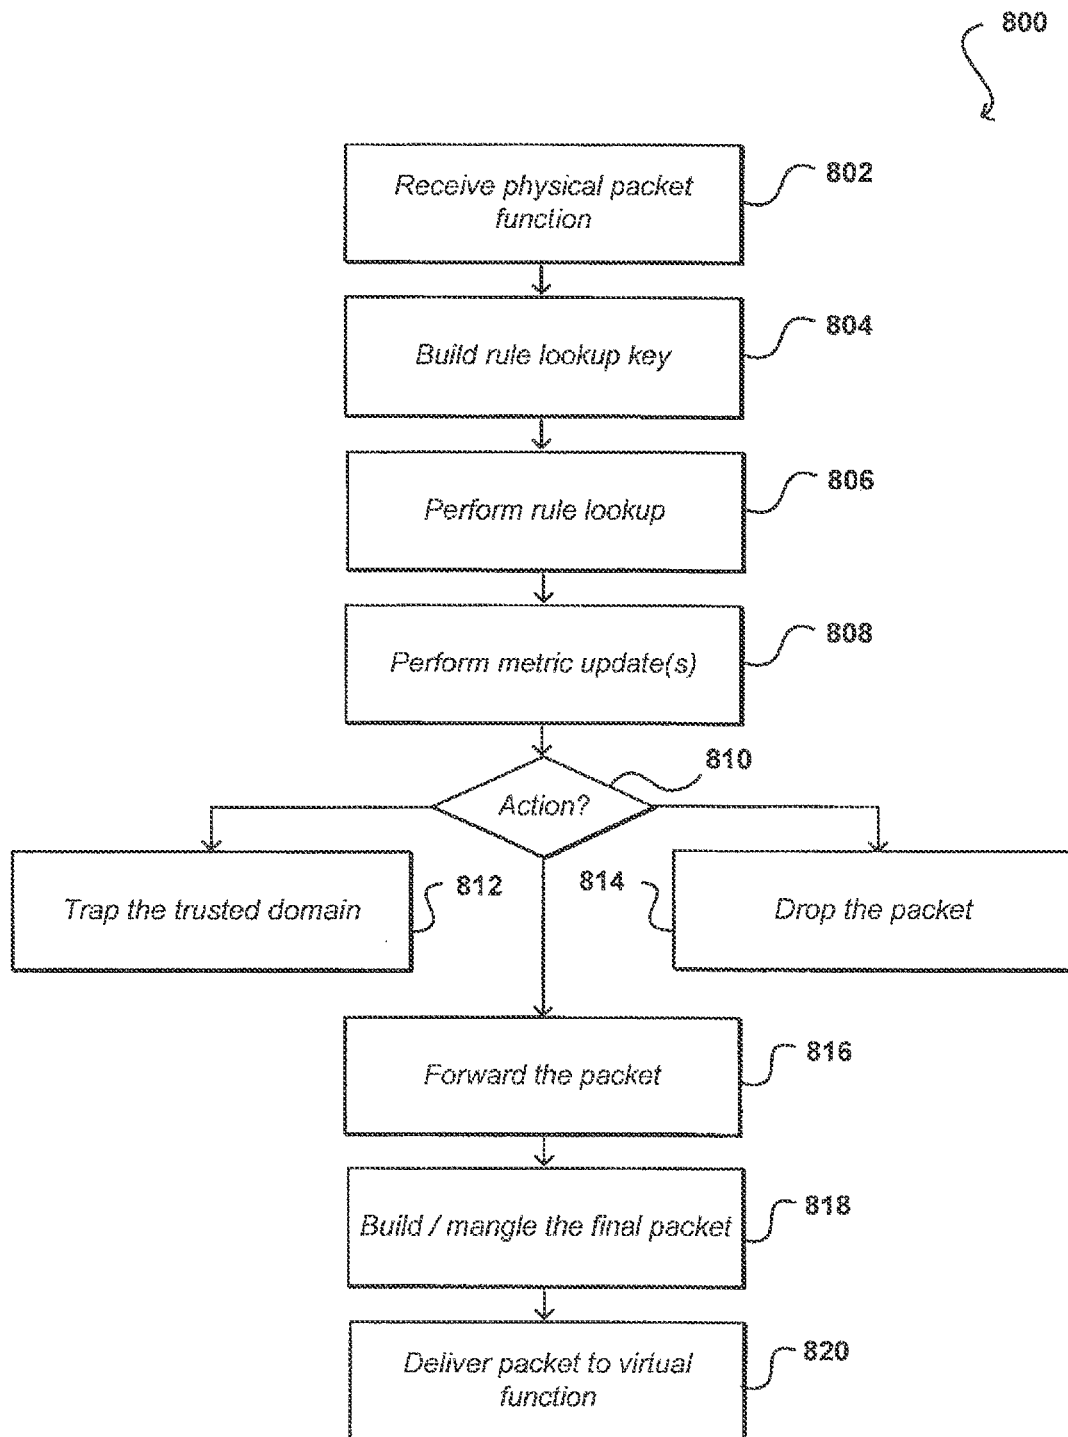 800
Receive physical packet
function
802
Build rule lookup key
804
Perform rule lookup
806
Perform metric update(s)
808
Action?
810
Trap the trusted domain
812
814
Drop the packet
Forward the packet
816
Build / mangle the final packet
818
Deliver packet to virtual
function
820